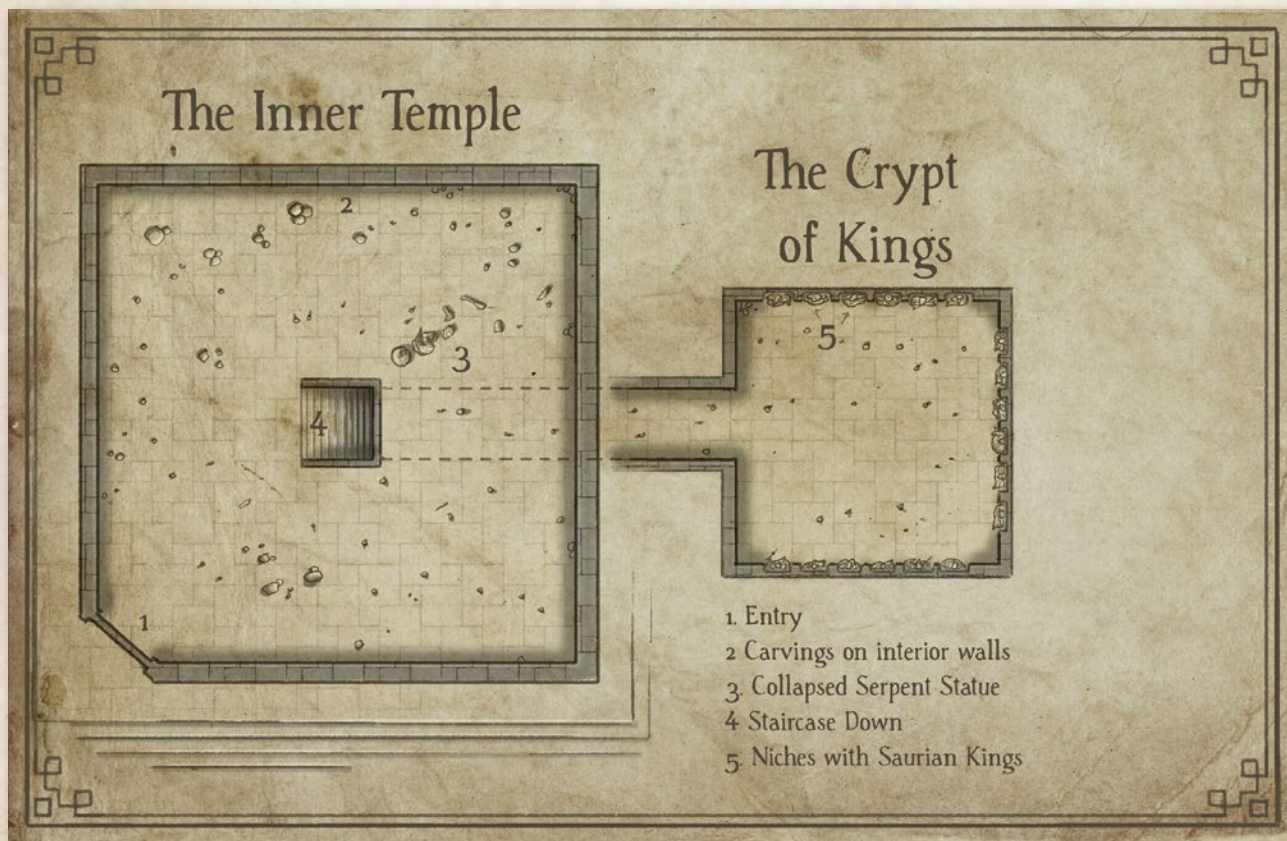 The Inner Temple
The Crypt
of Kings
2
3
4
1
5
1. Entry
2 Carvings on interior walls
3. Collapsed Serpent Statue
4 Staircase Down
5. Niches with Saurian Kings